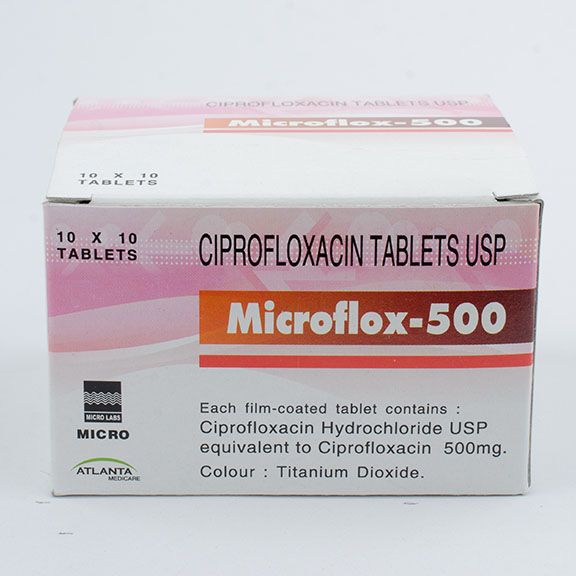 CIPROFLOXACIN TABLETS USP
Microflox-500
10 X 10
TABLETS
10 X 10
TABLETS
CIPROFLOXACIN TABLETS USP
Microflox-500
MICRO LABS
MICRO
ATLANTA
MEDICARE
Each film-coated tablet contains :
Ciprofloxacin Hydrochloride USP
equivalent to Ciprofloxacin 500mg.
Colour : Titanium Dioxide.